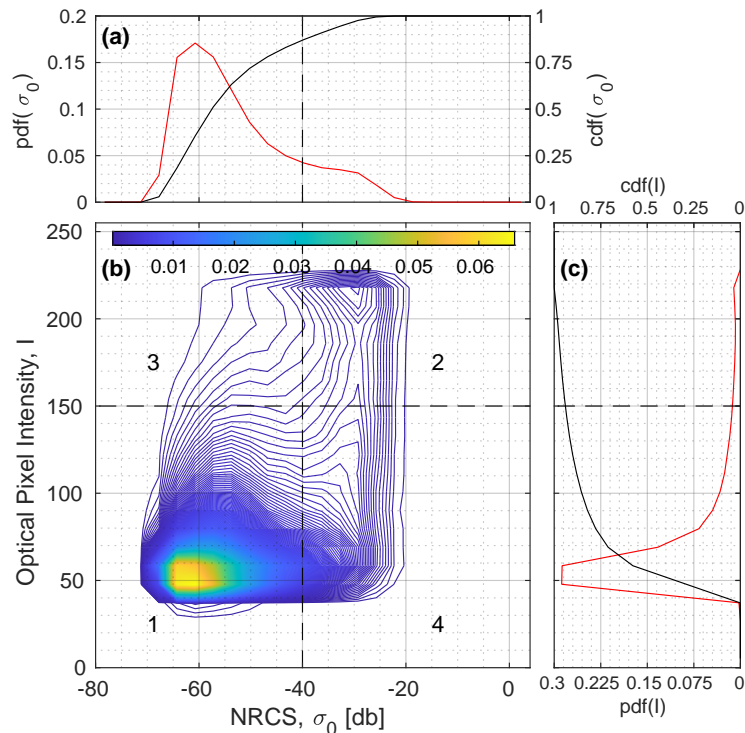 0.2
0.15
0.1
0.05
0
pdf( σ0)
(a)
1
0.75
0.5
0.25
0
cdf( σ0)
cdf(I)
1 0.75 0.5 0.25 0
250
200
150
100
50
0
Optical Pixel Intensity, I
(b)
0.01 0.02 0.03 0.04 0.05 0.06
3
2
1
4
-80 -60 -40 -20 0
NRCS, σ0 [db]
(c)
0.3 0.225 0.15 0.075 0
pdf(I)